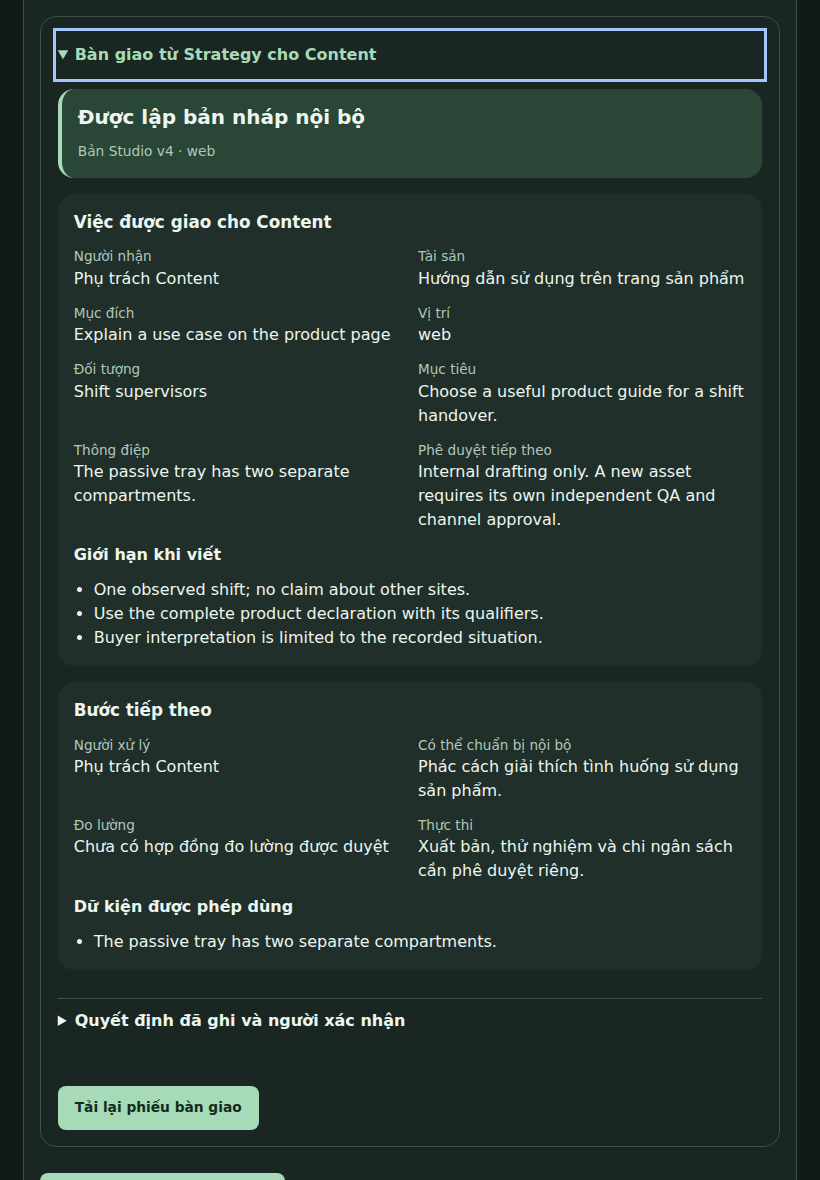 Bàn giao từ Strategy cho Content
Được lập bản nháp nội bộ
Bản Studio v4 · web
Việc được giao cho Content
Người nhận
Phụ trách Content
Tài sản
Hướng dẫn sử dụng trên trang sản phẩm
Mục đích
Explain a use case on the product page
Vị trí
web
Đối tượng
Shift supervisors
Mục tiêu
Choose a useful product guide for a shift
handover.
Thông điệp
The passive tray has two separate
compartments.
Phê duyệt tiếp theo
Internal drafting only. A new asset
requires its own independent QA and
channel approval.
Giới hạn khi viết
One observed shift; no claim about other sites.
Use the complete product declaration with its qualifiers.
Buyer interpretation is limited to the recorded situation.
Bước tiếp theo
Người xử lý
Phụ trách Content
Có thể chuẩn bị nội bộ
Phác cách giải thích tình huống sử dụng
sản phẩm.
Đo lường
Chưa có hợp đồng đo lường được duyệt
Thực thi
Xuất bản, thử nghiệm và chi ngân sách
cần phê duyệt riêng.
Dữ kiện được phép dùng
The passive tray has two separate compartments.
Quyết định đã ghi và người xác nhận
Tải lại phiếu bàn giao